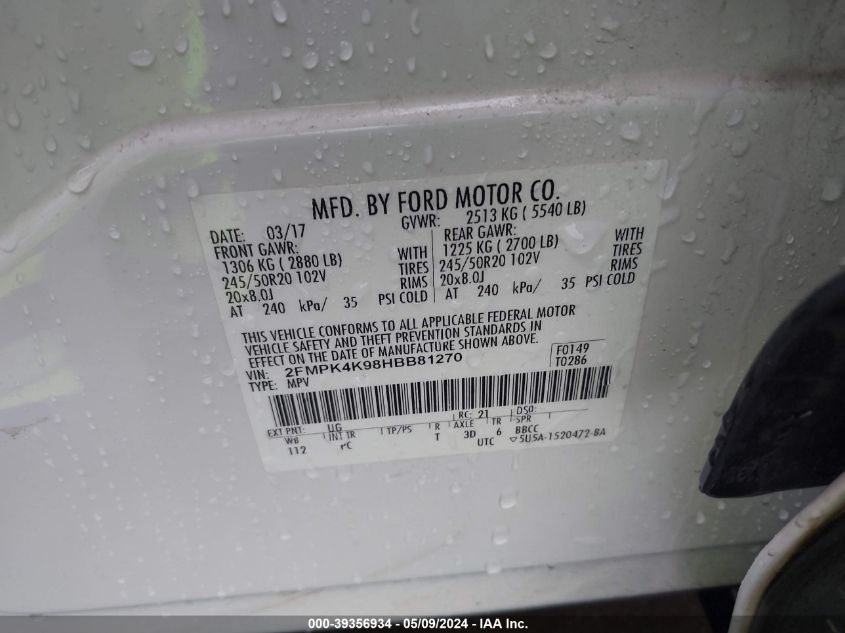 MFD. BY FORD MOTOR CO.
DATE: 03/17 GVWR: 2513 KG ( 5540 LB)
FRONT GAWR: WITH REAR GAWR: WITH
1306 KG ( 2880 LB) TIRES 1225 KG ( 2700 LB) TIRES
245/50R20 102V RIMS 245/50R20 102V RIMS
20x8.0J 20x8.0J
AT 240 kPa/ 35 PSI COLD AT 240 kPa/ 35 PSI COLD
THIS VEHICLE CONFORMS TO ALL APPLICABLE FEDERAL MOTOR
VEHICLE SAFETY AND THEFT PREVENTION STANDARDS IN
EFFECT ON THE DATE OF MANUFACTURE SHOWN ABOVE.
VIN: 2FMPK4K98HBB81270 F0149
TYPE: MPV T0286
EXT PNT: UG RC: 21 DSO:
WB INT TR TP/PS R AXLE TR SPR
112 C T 3D 6 BBCC
UTC 5U5A-1520472-BA
000-39356934 - 05/09/2024 - IAA Inc.